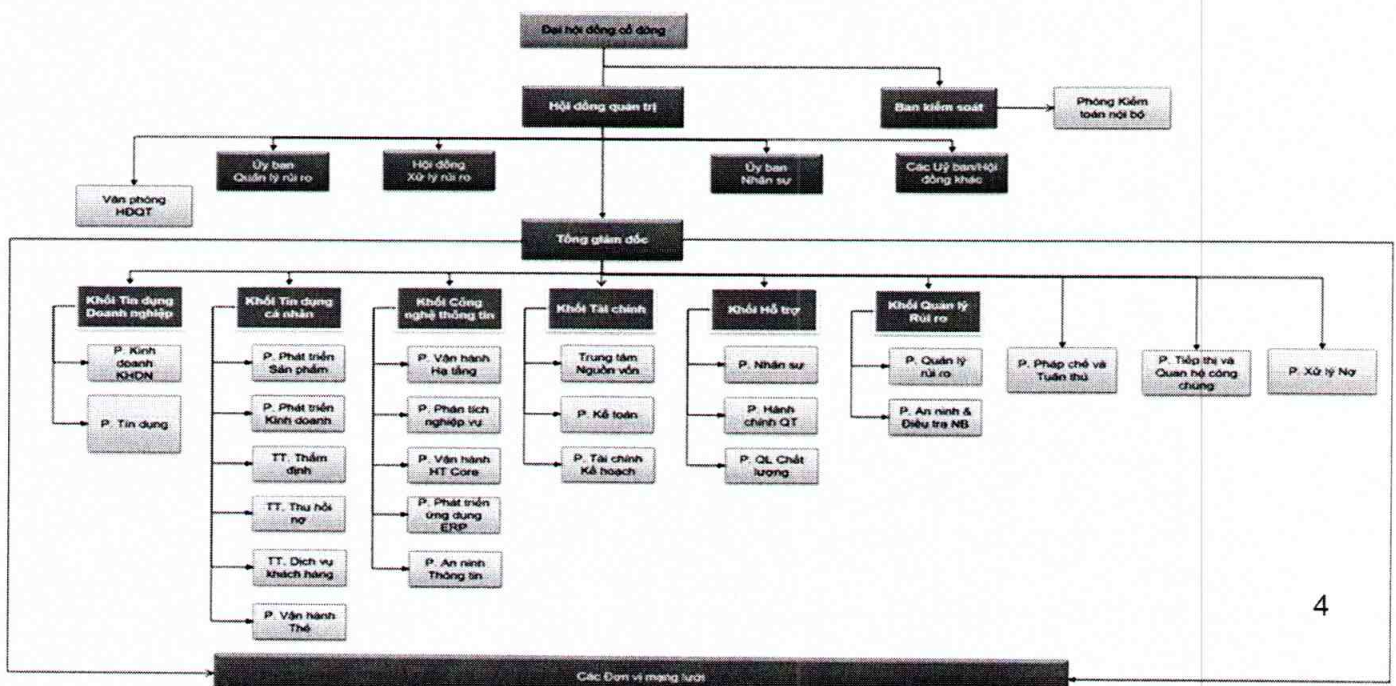 Đại hội đồng cổ đông
Hội đồng quản trị
Ban kiểm soát
Phòng Kiểm
toán nội bộ
Ủy ban
Quản lý rủi ro
Hội đồng
Xử lý rủi ro
Ủy ban
Nhân sự
Các Uỷ ban/Hội
đồng khác
Văn phòng
HĐQT
Tổng giám đốc
Khối Tín dụng
Doanh nghiệp
Khối Tín dụng
cá nhân
Khối Công
nghệ thông tin
Khối Tài chính
Khối Hỗ trợ
Khối Quản lý
Rủi ro
P. Kinh
doanh
KHDN
P. Tín dụng
P. Phát triển
Sản phẩm
P. Phát triển
Kinh doanh
TT. Thẩm
định
TT. Thu hồi
nợ
TT. Dịch vụ
khách hàng
P. Vận hành
Thẻ
P. Vận hành
Hạ tầng
P. Phân tích
nghiệp vụ
P. Vận hành
HT Core
P. Phát triển
ứng dụng
ERP
P. An ninh
Thông tin
Trung tâm
Nguồn vốn
P. Kế toán
P. Tài chính
Kế hoạch
P. Nhân sự
P. Hành
chính QT
P. QL Chất
lượng
P. Quản lý
rủi ro
P. An ninh &
Điều tra NB
P. Pháp chế và
Tuân thủ
P. Tiếp thị và
Quan hệ công
chúng
P. Xử lý Nợ
4
Các Đơn vị mạng lưới